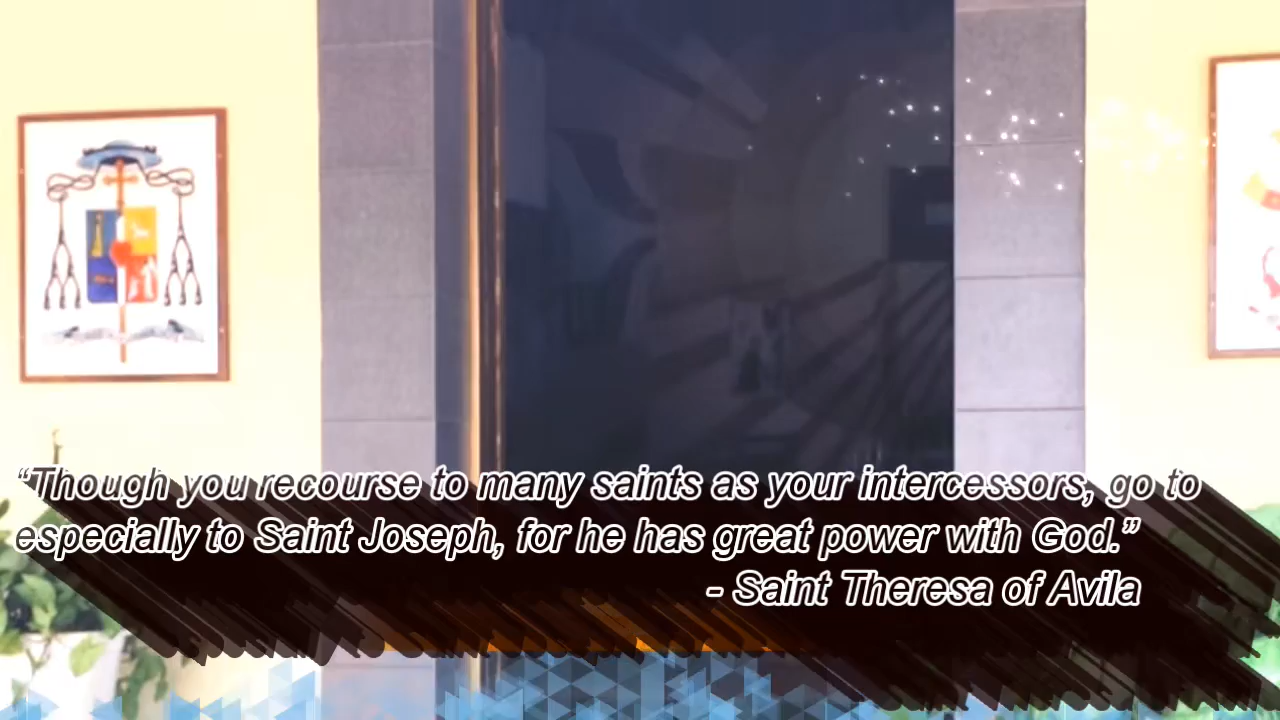 “Though you recourse to many saints as your intercessors, go to
especially to Saint Joseph, for he has great power with God.”
- Saint Theresa of Avila